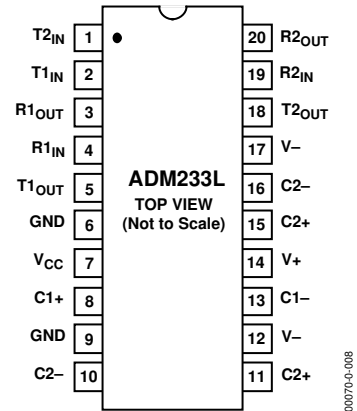 T2IN 1 20 R2OUT
T1IN 2 19 R2IN
R1OUT 3 18 T2OUT
R1IN 4 17 V–
T1OUT 5 ADM233L 16 C2–
TOP VIEW
GND 6 (Not to Scale) 15 C2+
VCC 7 14 V+
C1+ 8 13 C1–
GND 9 12 V–
C2– 10 11 C2+
00070-0-008